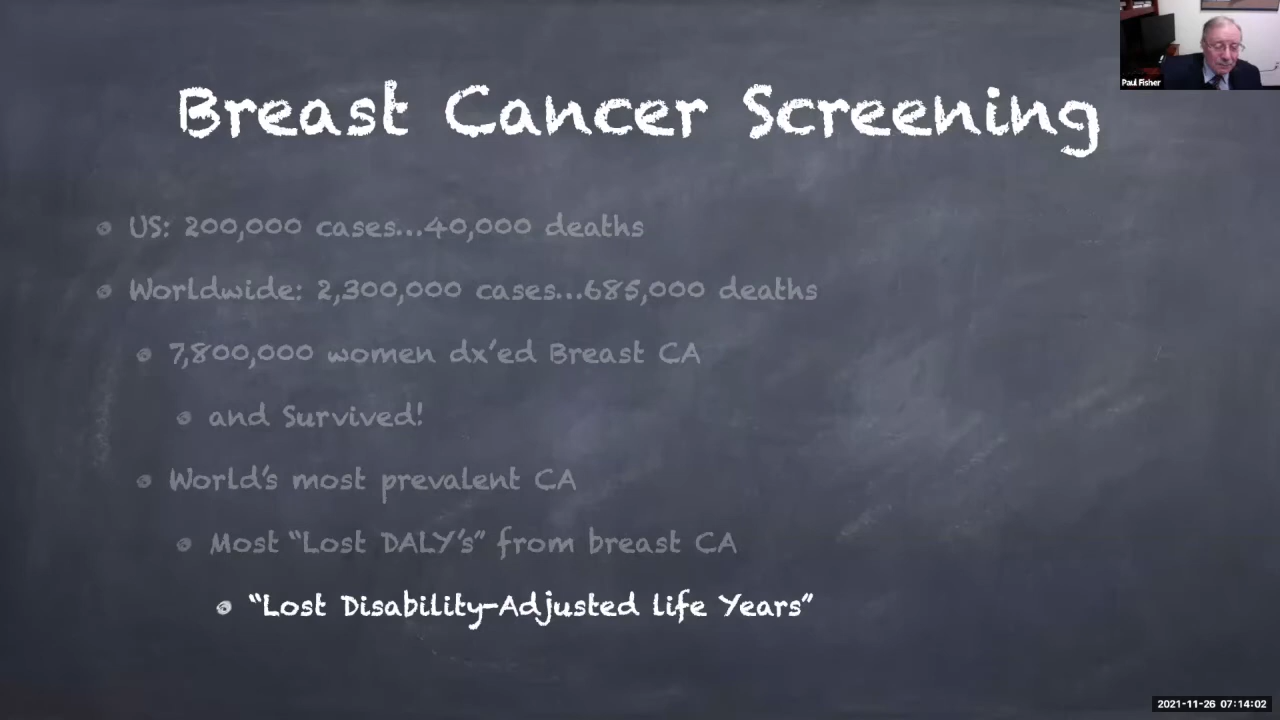 Paul Fisher
Breast Cancer Screening
US: 200,000 cases...40,000 deaths
Worldwide: 2,300,000 cases...685,000 deaths
7,800,000 women dx'ed Breast CA
and Survived!
World's most prevalent CA
Most “Lost DALY's” from breast CA
“Lost Disability-Adjusted life Years”
2021-11-26 07:14:02